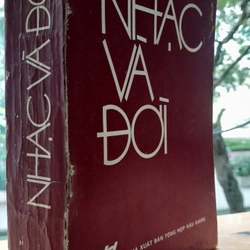 NHẠC
VÀ
ĐỜI
NHÀ XUẤT BẢN TỔNG HỢP HẬU GIANG
NHẠC VÀ ĐỜI